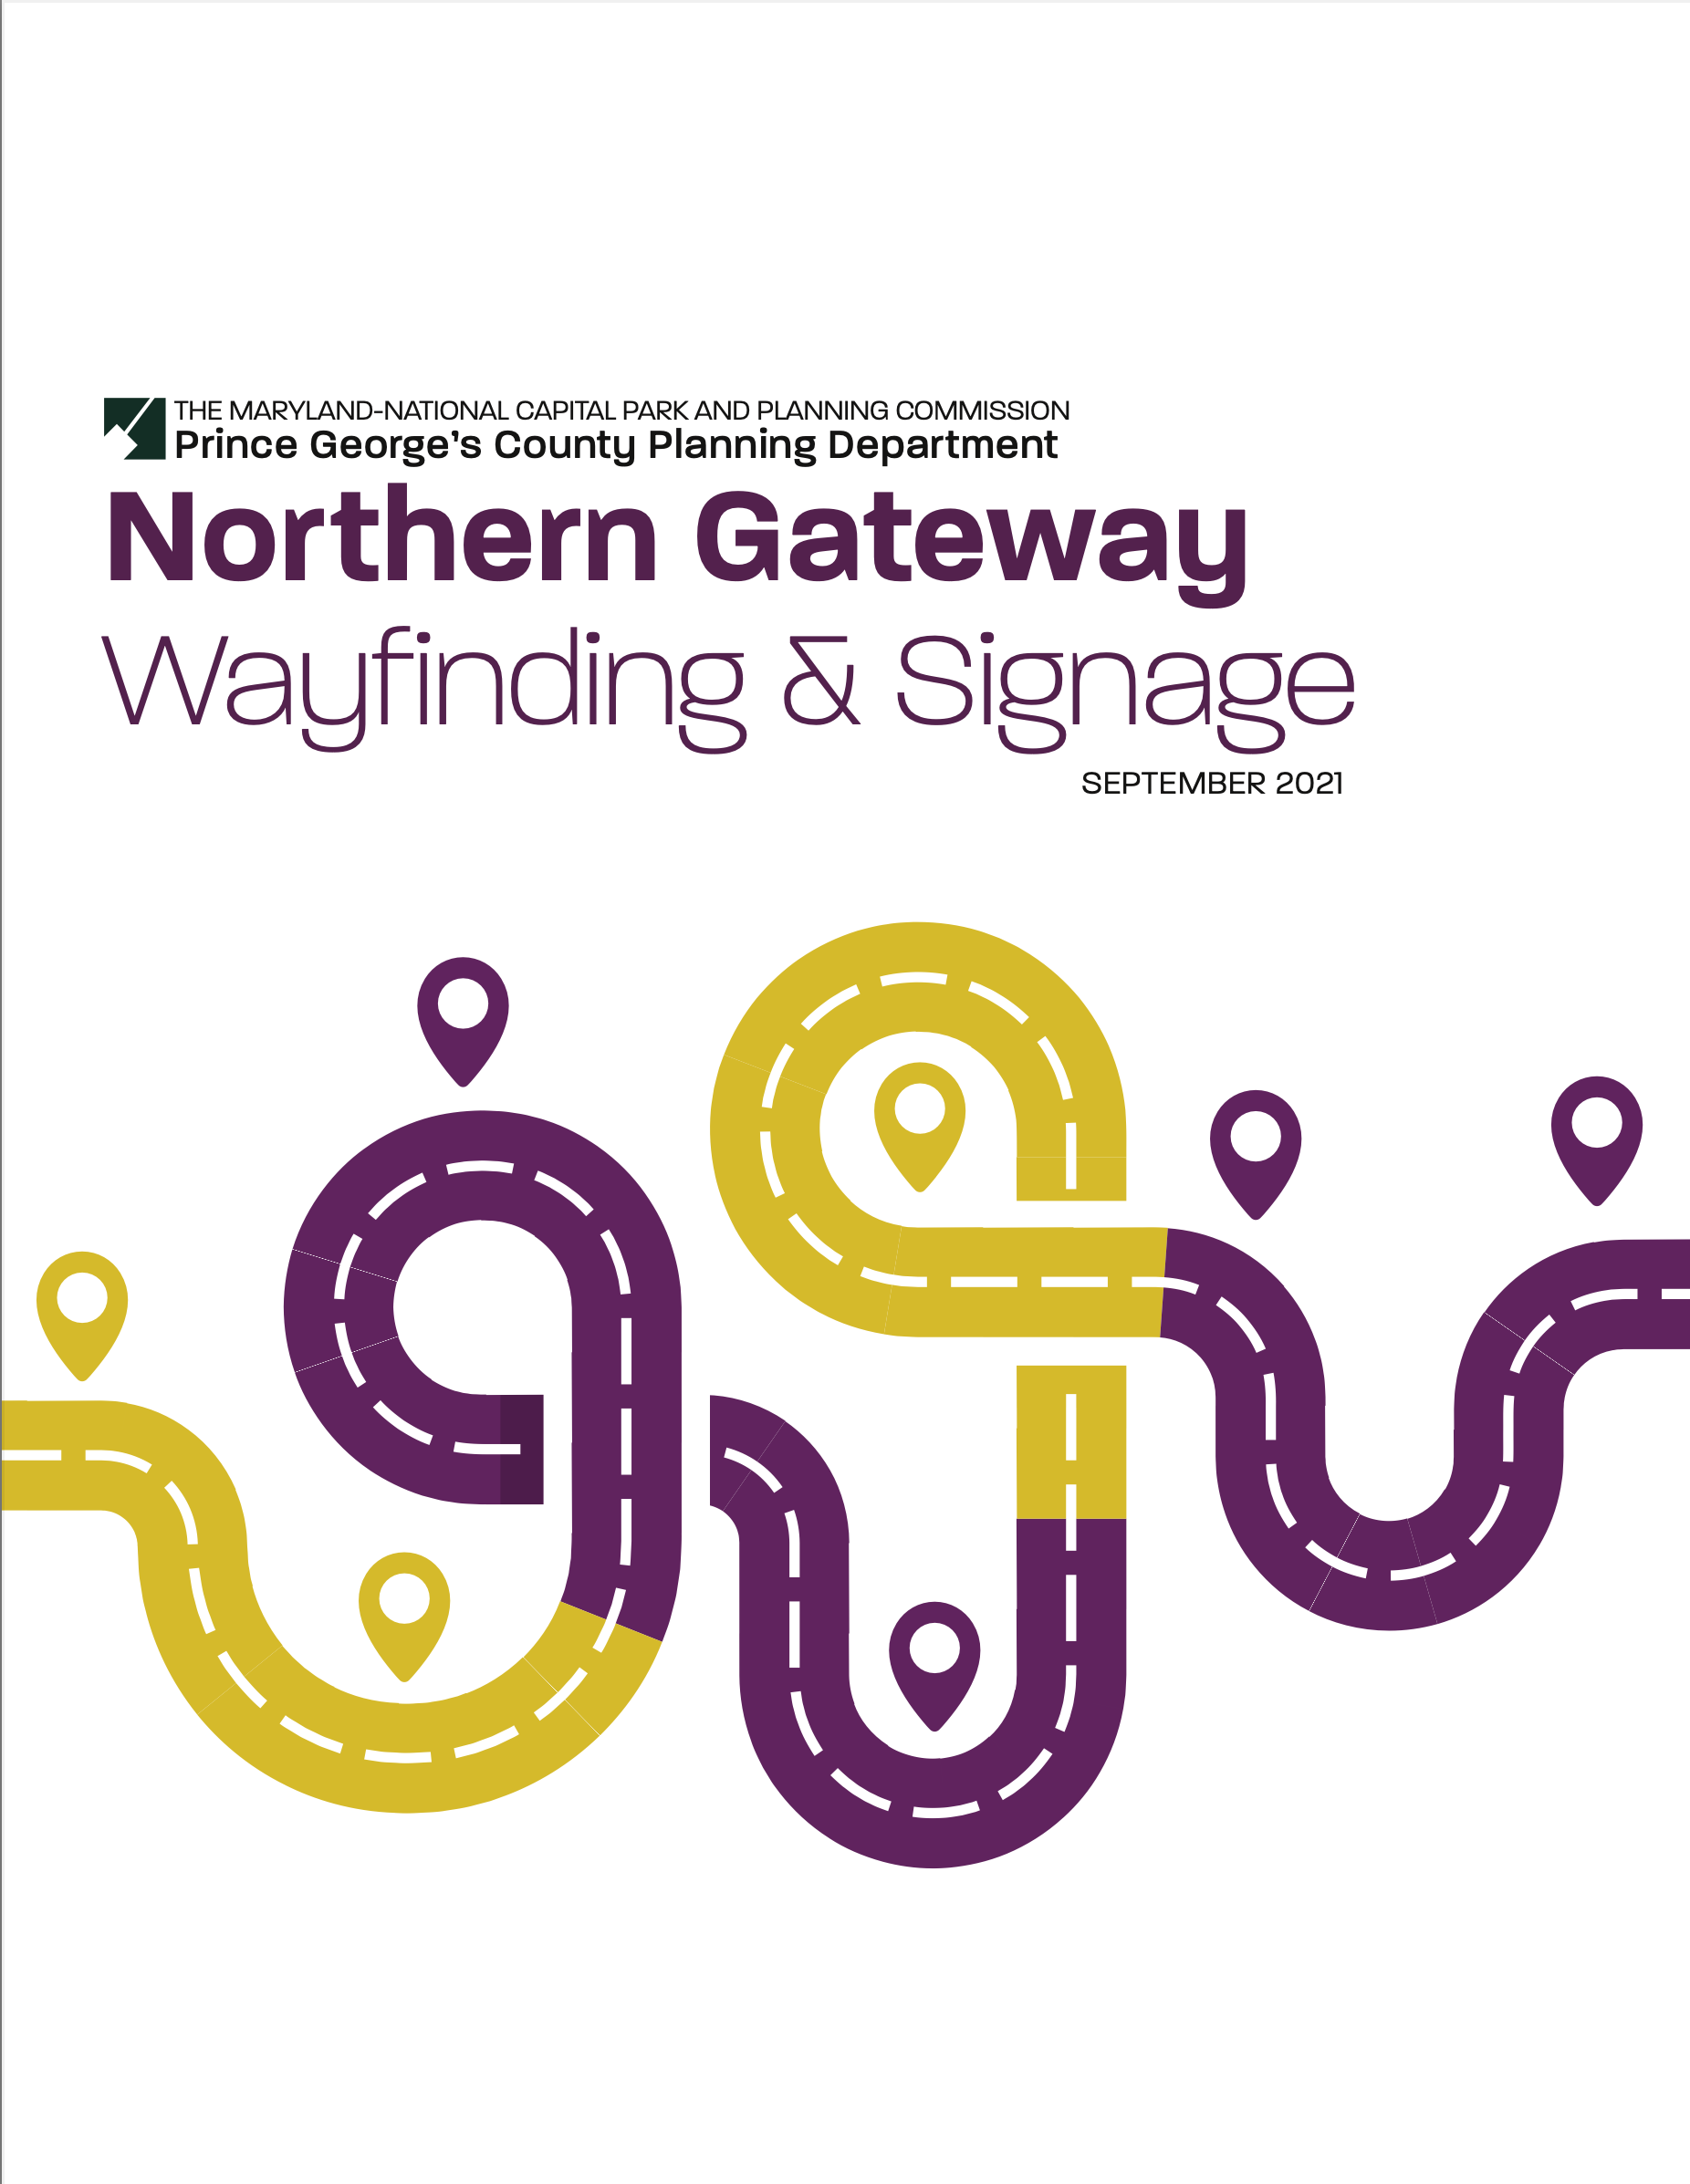 THE MARYLAND-NATIONAL CAPITAL PARK AND PLANNING COMMISSION
Prince George's County Planning Department
Northern Gateway
Wayfinding & Signage
SEPTEMBER 2021